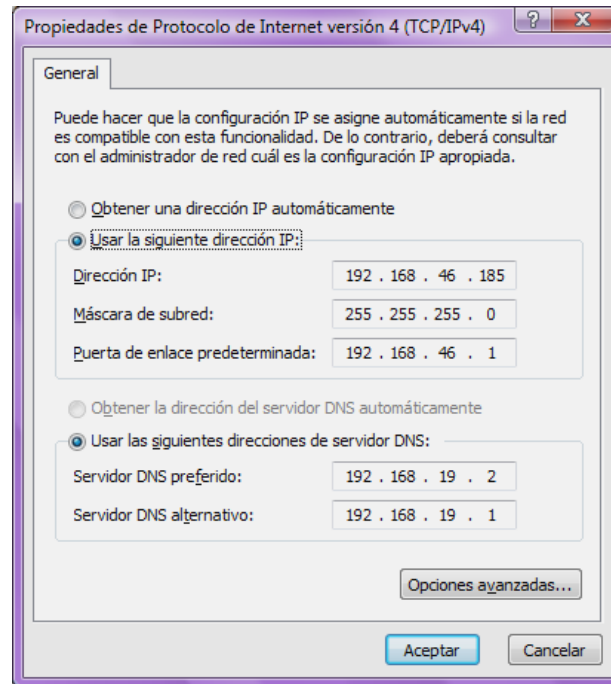 Propiedades de Protocolo de Internet versión 4 (TCP/IPv4)
General
Puede hacer que la configuración IP se asigne automáticamente si la red
es compatible con esta funcionalidad. De lo contrario, deberá consultar
con el administrador de red cuál es la configuración IP apropiada.
Obtener una dirección IP automáticamente
Usar la siguiente dirección IP:
Dirección IP: 192 . 168 . 46 . 185
Máscara de subred: 255 . 255 . 255 . 0
Puerta de enlace predeterminada: 192 . 168 . 46 . 1
Obtener la dirección del servidor DNS automáticamente
Usar las siguientes direcciones de servidor DNS:
Servidor DNS preferido: 192 . 168 . 19 . 2
Servidor DNS alternativo: 192 . 168 . 19 . 1
Opciones avanzadas...
Aceptar Cancelar